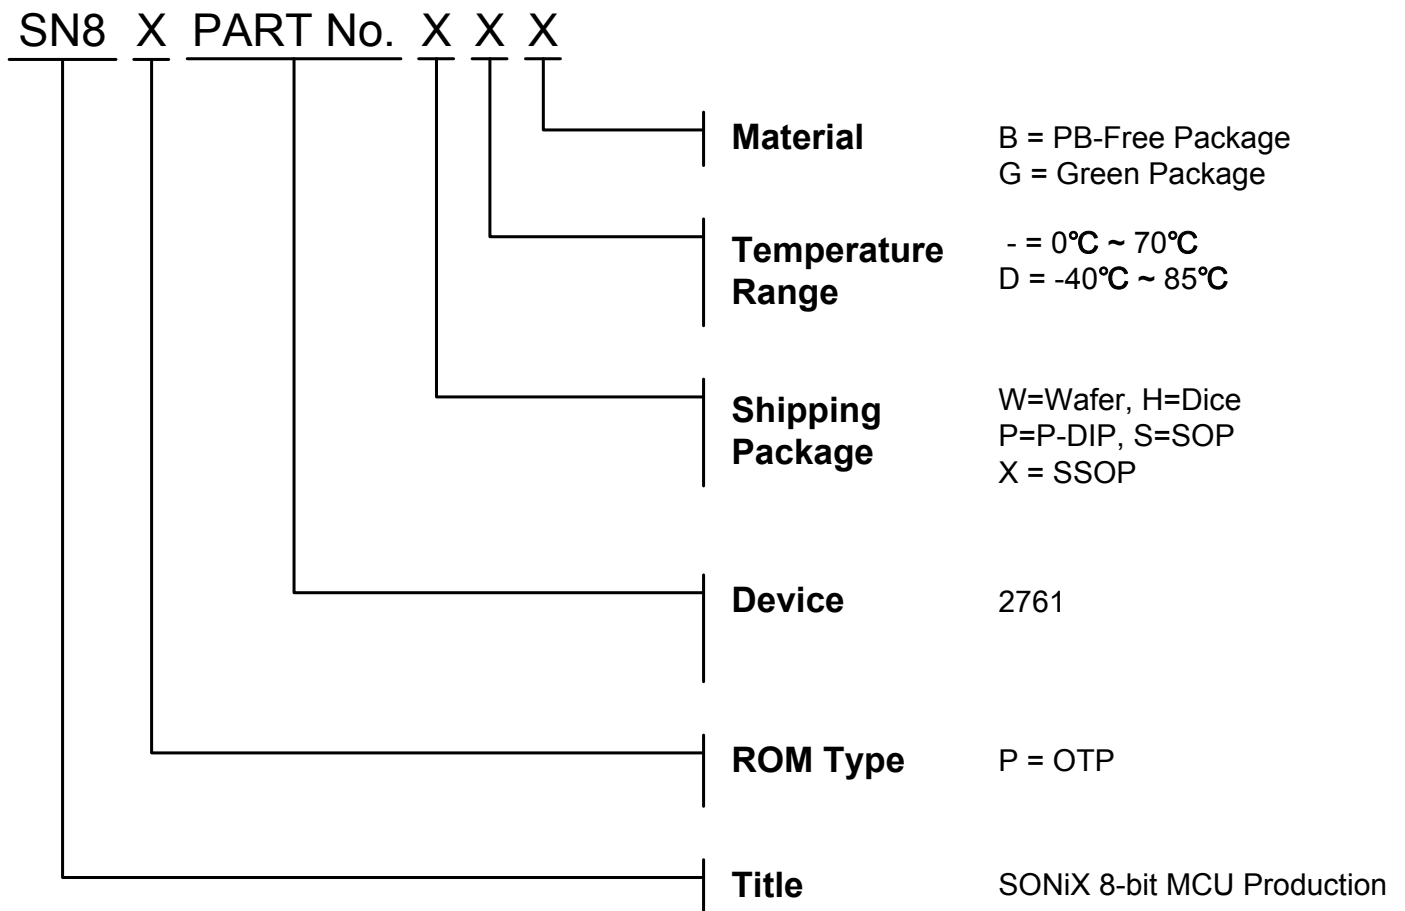 SN8 X PART No. X X X
Material
B = PB-Free Package
G = Green Package
Temperature
Range
- = 0℃ ~ 70℃
D = -40℃ ~ 85℃
Shipping
Package
W=Wafer, H=Dice
P=P-DIP, S=SOP
X = SSOP
Device
2761
ROM Type
P = OTP
Title
SONiX 8-bit MCU Production